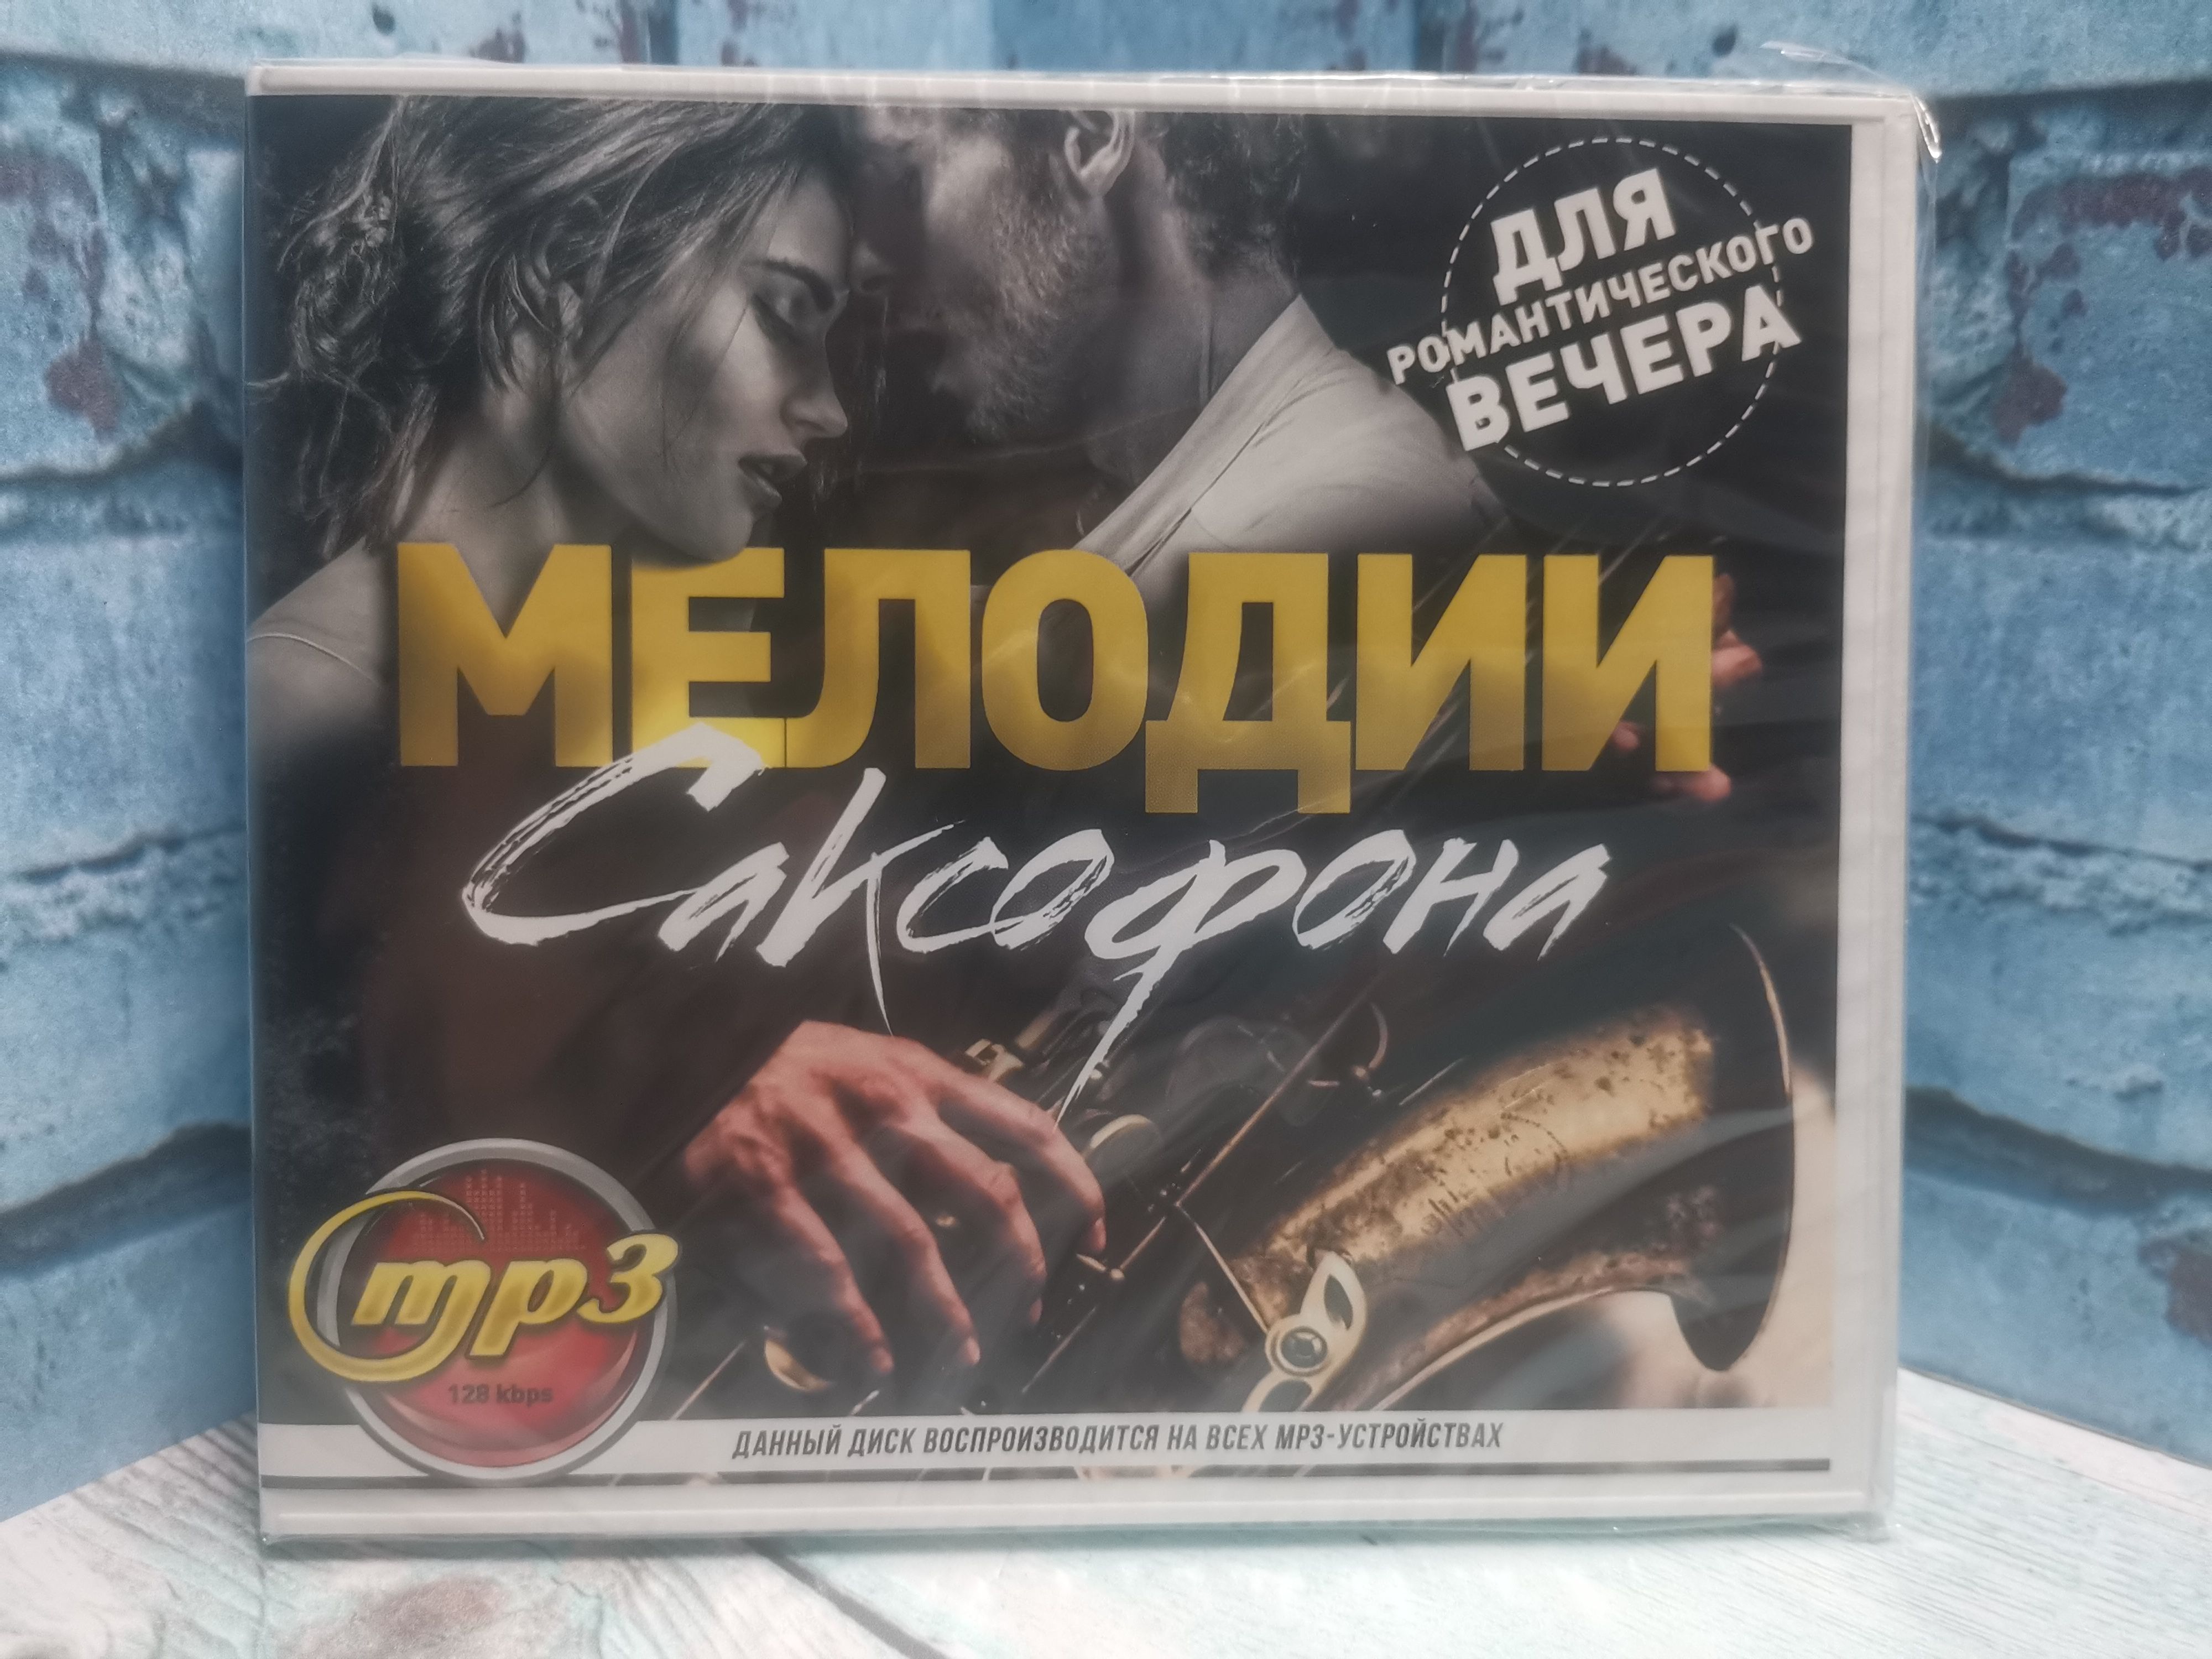 ДЛЯ
РОМАНТИЧЕСКОГО
ВЕЧЕРА
МЕЛОДИИ
Саксофона
mp3
128 kbps
ДАННЫЙ ДИСК ВОСПРОИЗВОДИТСЯ НА ВСЕХ MP3-УСТРОЙСТВАХ